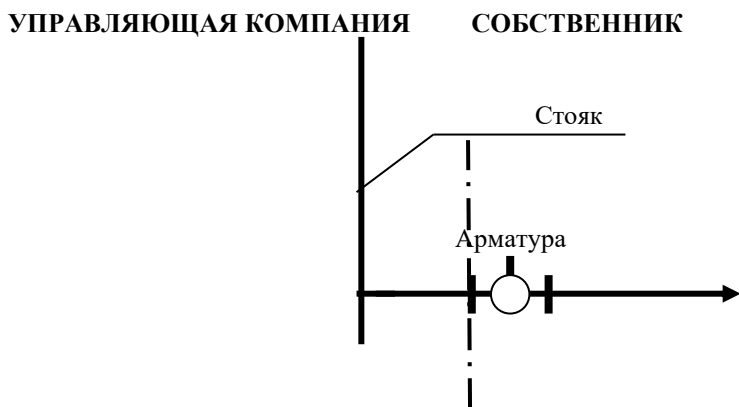 УПРАВЛЯЮЩАЯ КОМПАНИЯ СОБСТВЕННИК
Стояк
Арматура